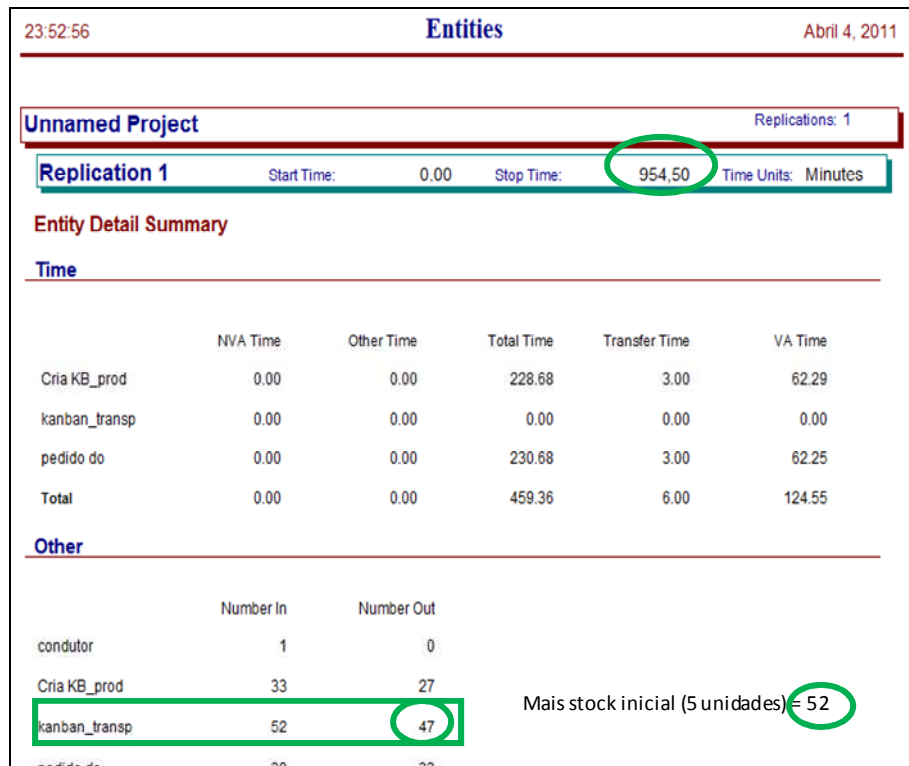 23:52:56 Entities Abril 4, 2011
Unnamed Project Replications: 1
Replication 1 Start Time: 0,00 Stop Time: 954,50 Time Units: Minutes
Entity Detail Summary
Time
NVA Time Other Time Total Time Transfer Time VA Time
Cria KB_prod 0.00 0.00 228.68 3.00 62.29
kanban_transp 0.00 0.00 0.00 0.00 0.00
pedido do 0.00 0.00 230.68 3.00 62.25
Total 0.00 0.00 459.36 6.00 124.55
Other
Number In Number Out
condutor 1 0
Cria KB_prod 33 27
Mais stock inicial (5 unidades) = 52
kanban_transp 52 47
pedido do